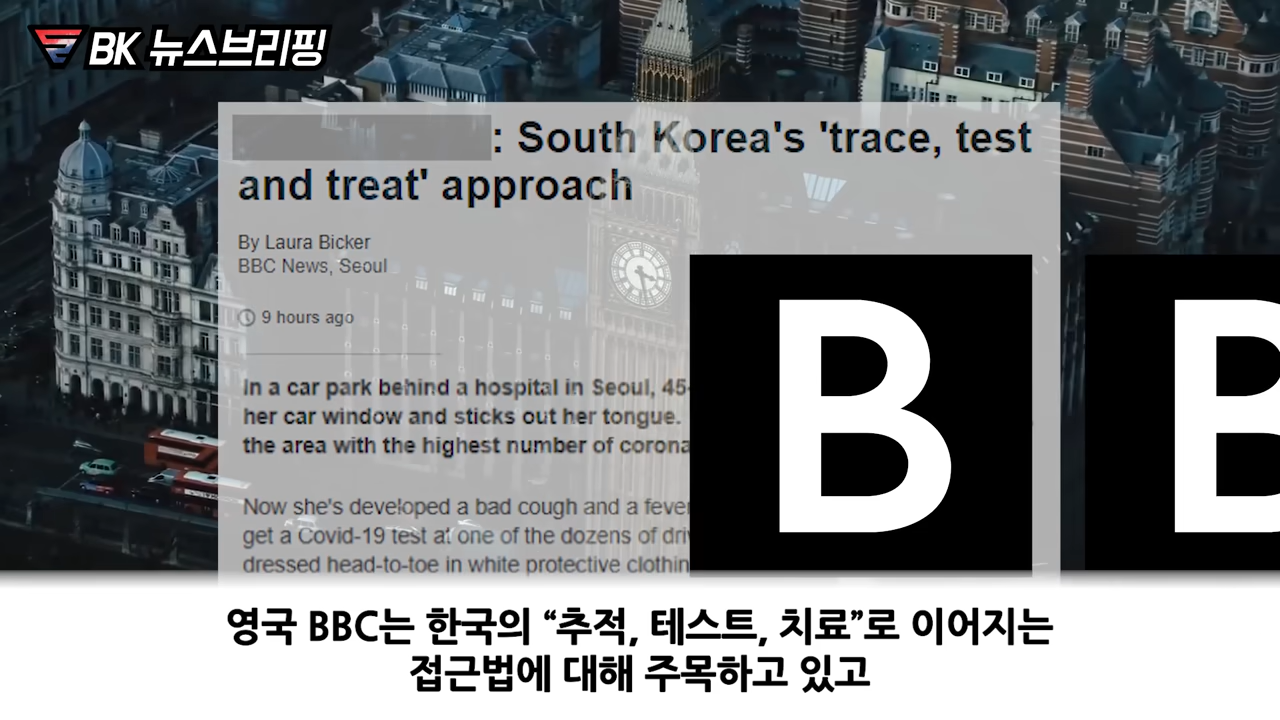 BK 뉴스브리핑
: South Korea's 'trace, test
and treat' approach
By Laura Bicker
BBC News, Seoul
9 hours ago
In a car park behind a hospital in Seoul, 45-
her car window and sticks out her tongue.
the area with the highest number of corona
Now she's developed a bad cough and a fever
get a Covid-19 test at one of the dozens of
dressed head-to-toe in white protective
B B
영국 BBC는 한국의 “추적, 테스트, 치료”로 이어지는
접근법에 대해 주목하고 있고